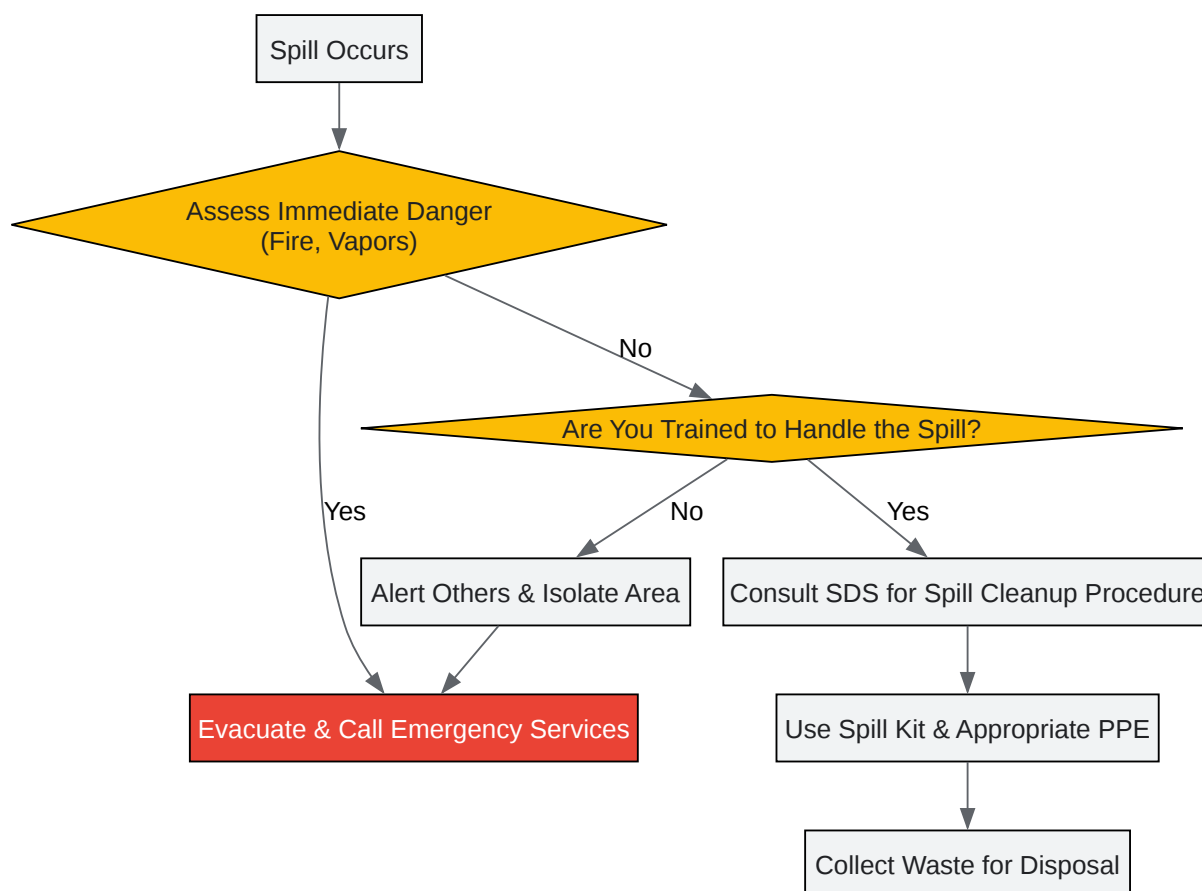 Spill Occurs
Assess Immediate Danger
(Fire, Vapors)
No
Are You Trained to Handle the Spill?
Yes
No
Yes
Alert Others & Isolate Area
Consult SDS for Spill Cleanup Procedure
Evacuate & Call Emergency Services
Use Spill Kit & Appropriate PPE
Collect Waste for Disposal